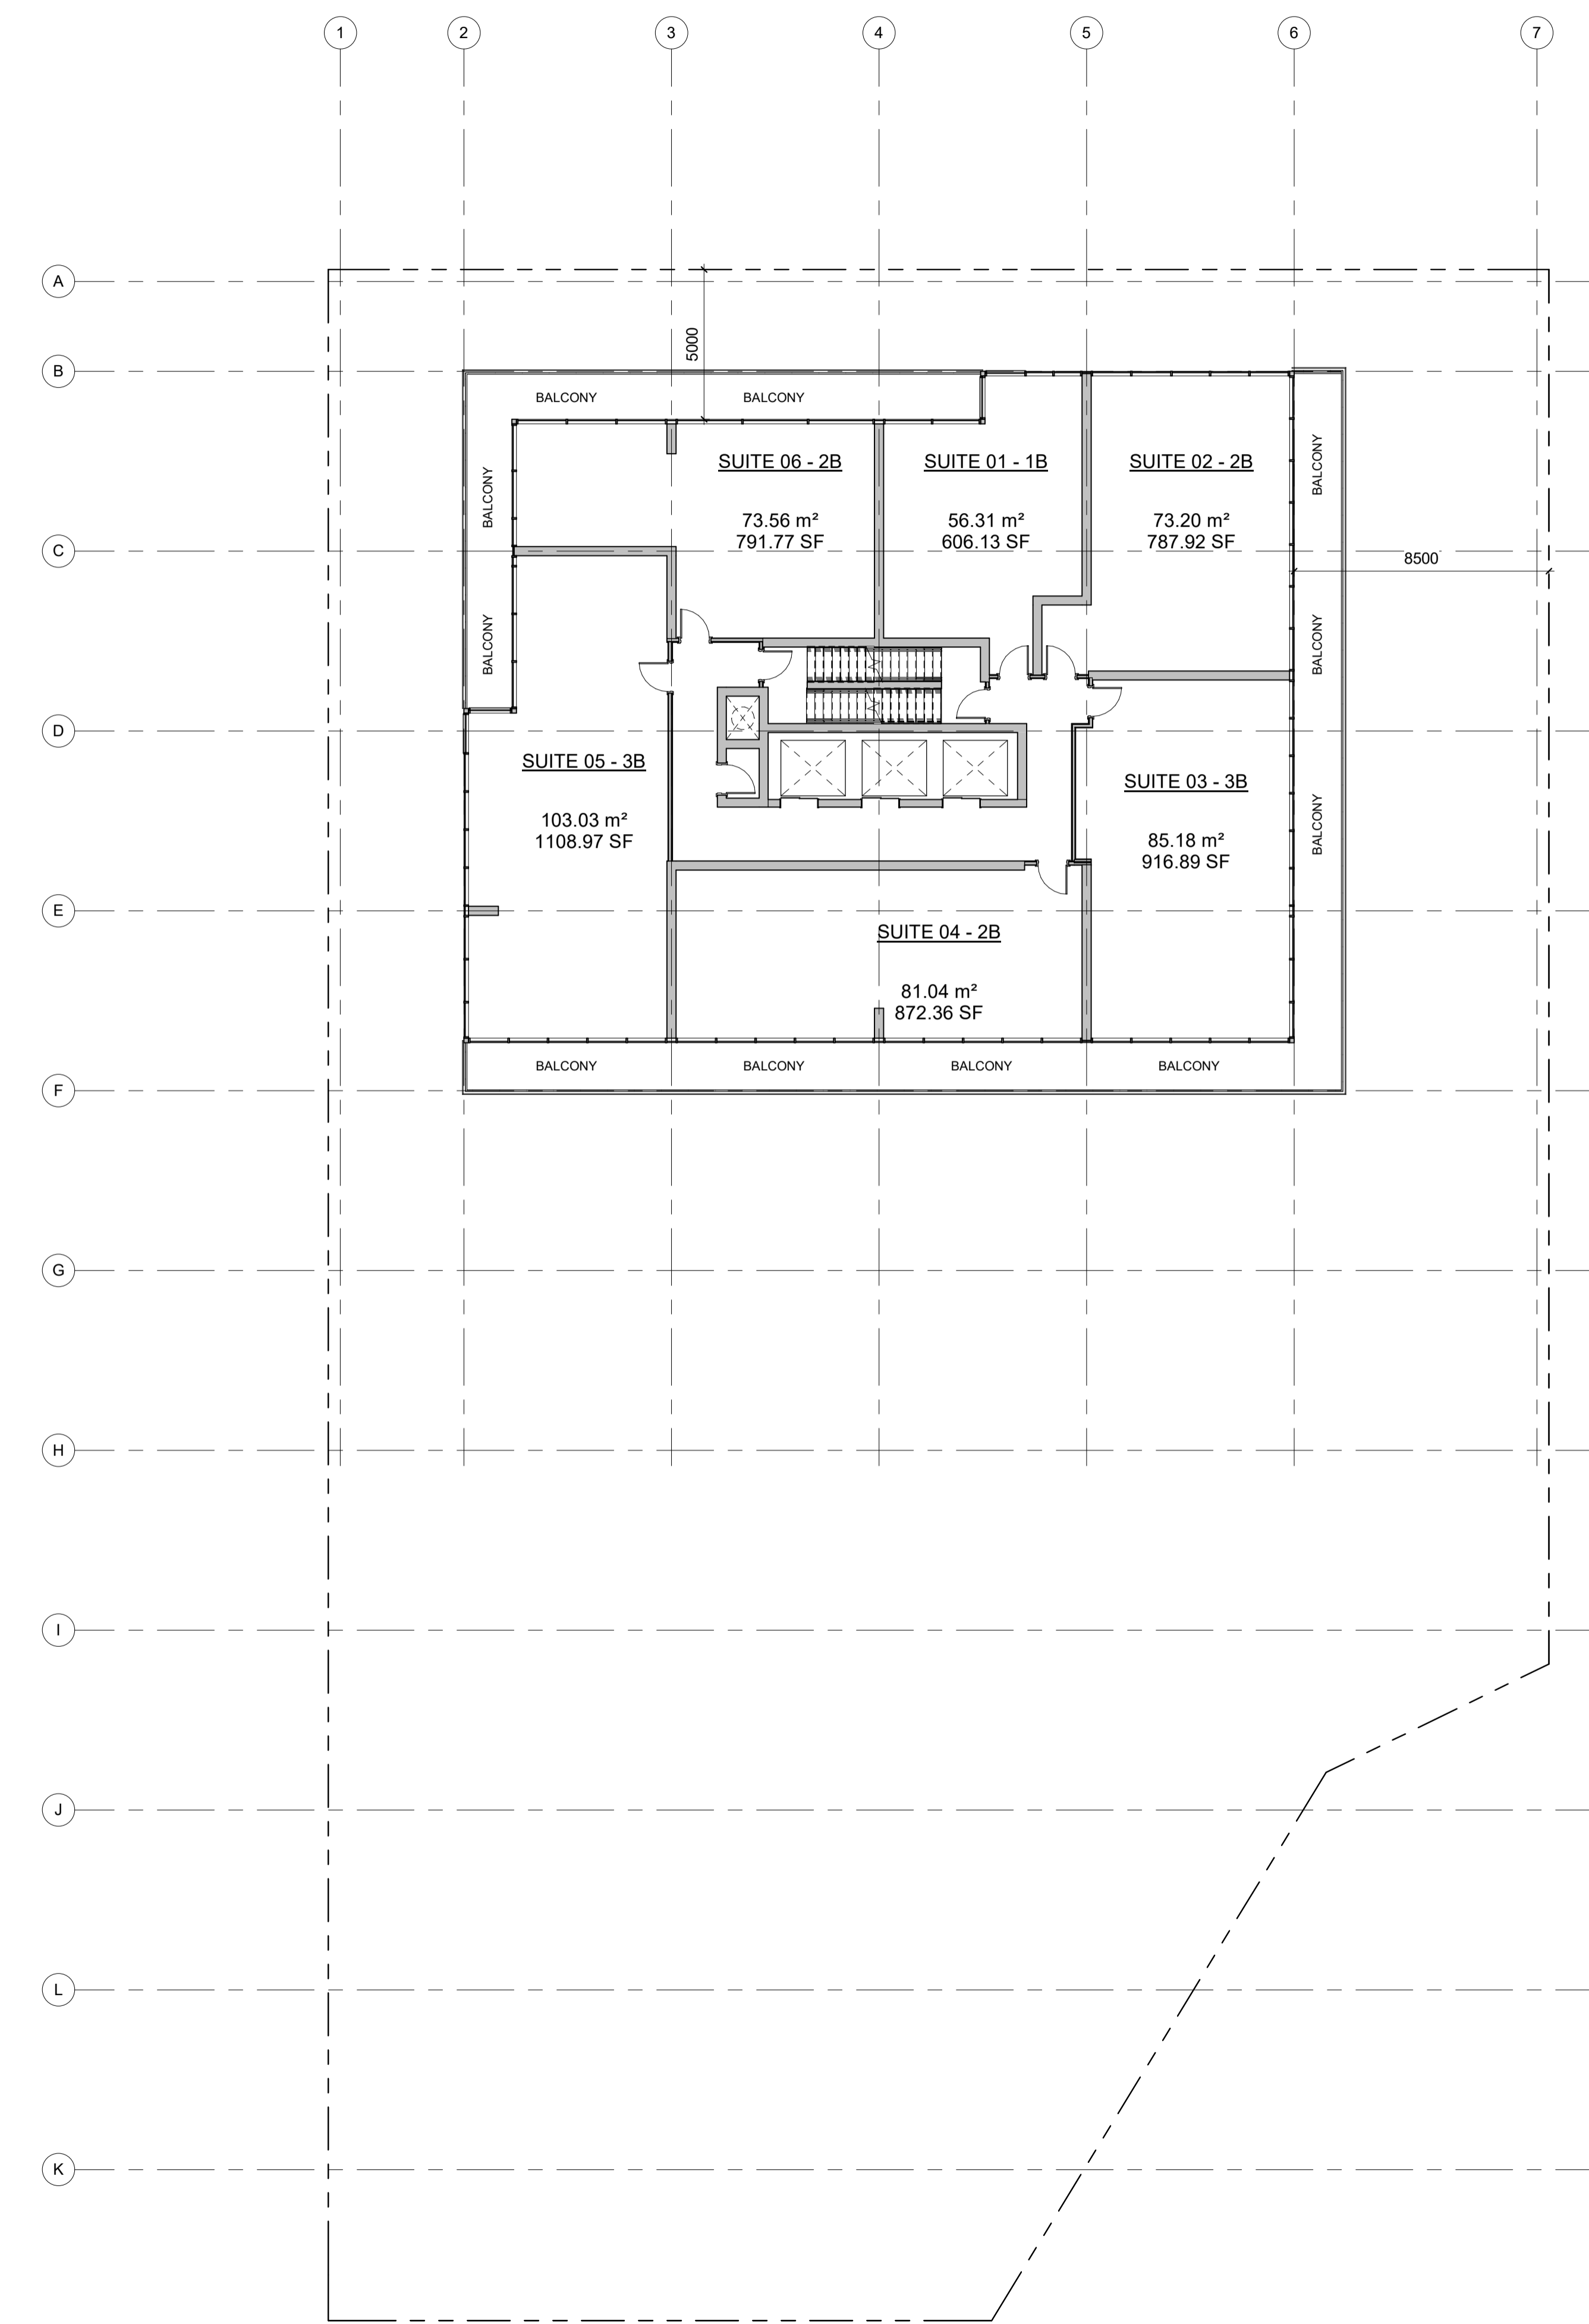 1 2 3 4 5 6 7
A
5000
B
BALCONY BALCONY
BALCONY
BALCONY
SUITE 06 - 2B
73.56 m²
791.77 SF
SUITE 01 - 1B
56.31 m²
606.13 SF
SUITE 02 - 2B
73.20 m²
787.92 SF
C
8500
BALCONY
BALCONY
D
SUITE 05 - 3B
103.03 m²
1108.97 SF
SUITE 03 - 3B
85.18 m²
916.89 SF
BALCONY
E
SUITE 04 - 2B
81.04 m²
872.36 SF
BALCONY BALCONY BALCONY BALCONY
F
G
H
I
J
L
K